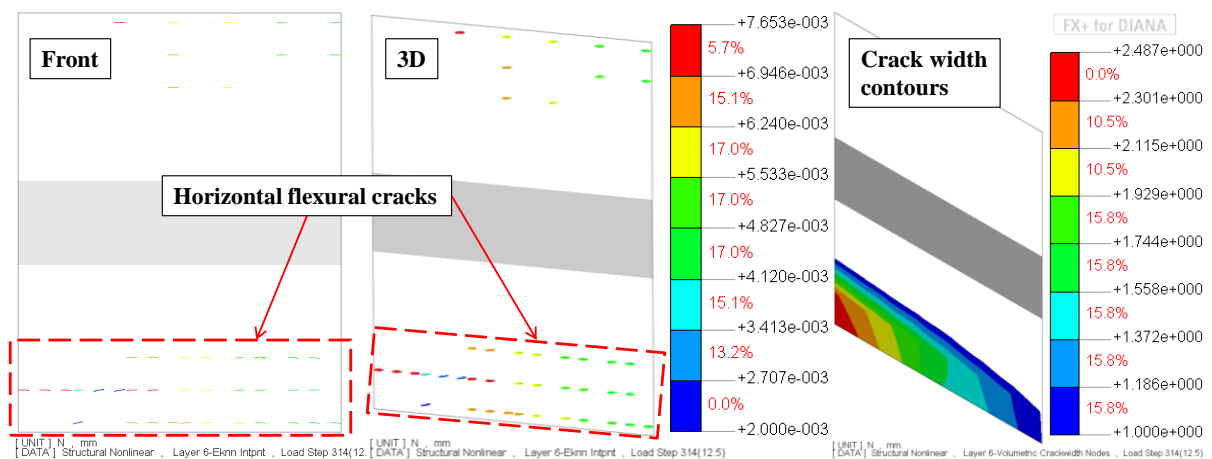 Front
3D
Crack width
contours
Horizontal flexural cracks
+7.653e-003
5.7%
+6.946e-003
15.1%
+6.240e-003
17.0%
+5.533e-003
17.0%
+4.827e-003
17.0%
+4.120e-003
15.1%
+3.413e-003
13.2%
+2.707e-003
0.0%
+2.000e-003
FX+ for DIANA
+2.487e+000
0.0%
+2.301e+000
10.5%
+2.115e+000
10.5%
+1.929e+000
15.8%
+1.744e+000
15.8%
+1.558e+000
15.8%
+1.372e+000
15.8%
+1.186e+000
15.8%
+1.000e+000
[ UNIT ] N , mm
[ DATA ] Structural Nonlinear , Layer 6-Eknn Intpnt , Load Step 314(12.
[ UNIT ] N , mm
[ DATA ] Structural Nonlinear , Layer 6-Eknn Intpnt , Load Step 314(12.5)
[ UNIT ] N , mm
[ DATA ] Structural Nonlinear , Layer 6-Volumetric Crackwidth Nodes , Load Step 314(12.5)